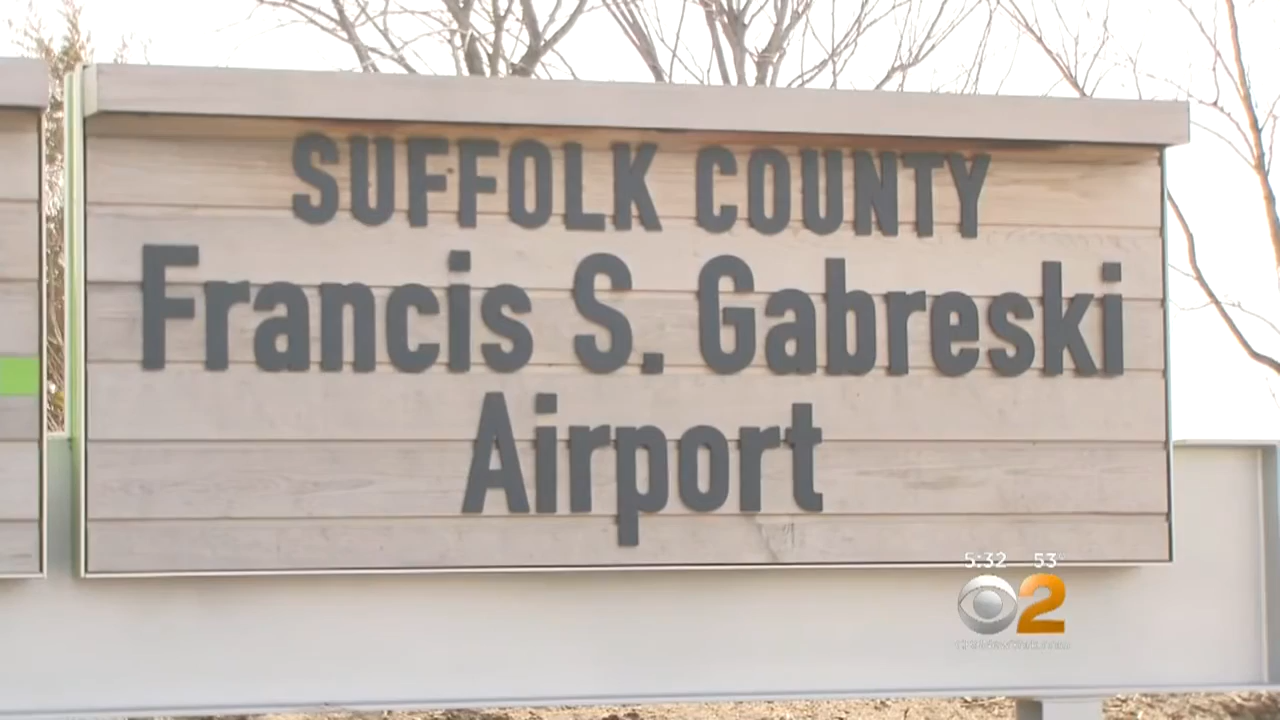 SUFFOLK COUNTY
Francis S. Gabreski
Airport
5:32 53°
2